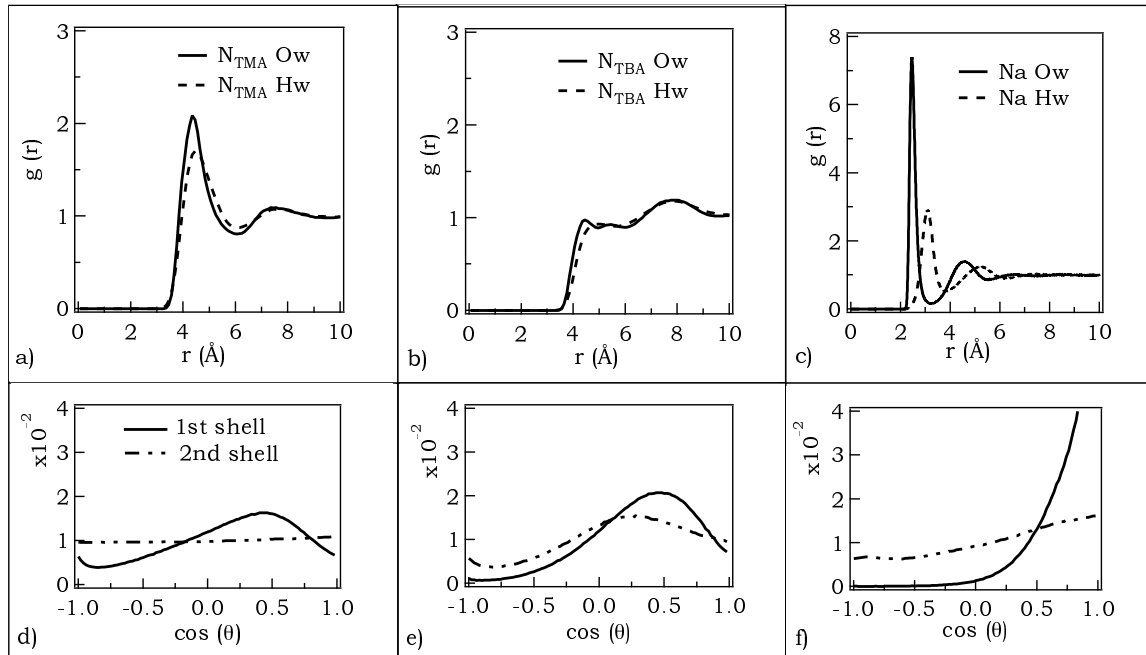 g (r)
3
2
1
0
N_TMA Ow
N_TMA Hw
0 2 4 6 8 10
r (Å)
a)
g (r)
3
2
1
0
N_TBA Ow
N_TBA Hw
0 2 4 6 8 10
r (Å)
b)
g (r)
8
6
4
2
0
Na Ow
Na Hw
0 2 4 6 8 10
r (Å)
c)
x10^-2
4
3
2
1
0
1st shell
2nd shell
-1.0 -0.5 0.0 0.5 1.0
cos (θ)
d)
x10^-2
4
3
2
1
0
-1.0 -0.5 0.0 0.5 1.0
cos (θ)
e)
x10^-2
4
3
2
1
0
-1.0 -0.5 0.0 0.5 1.0
cos (θ)
f)